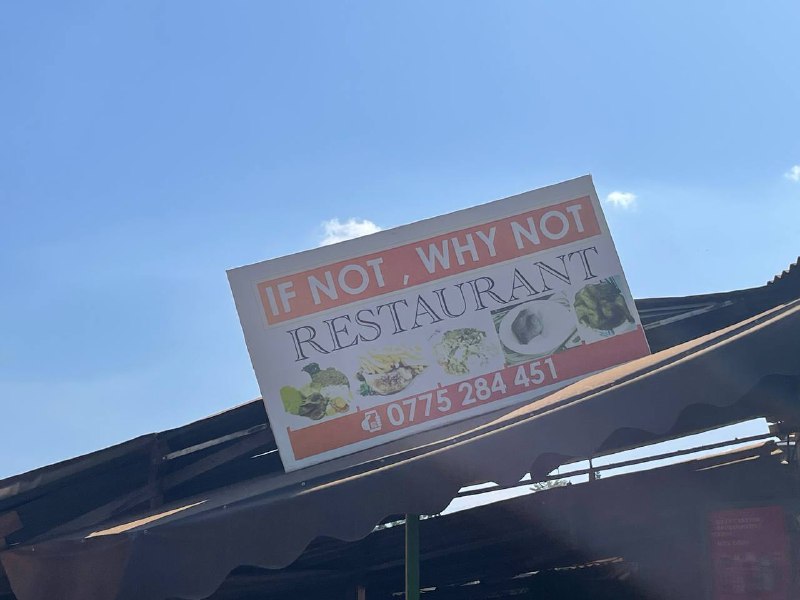 IF NOT , WHY NOT
RESTAURANT
0775 284 451